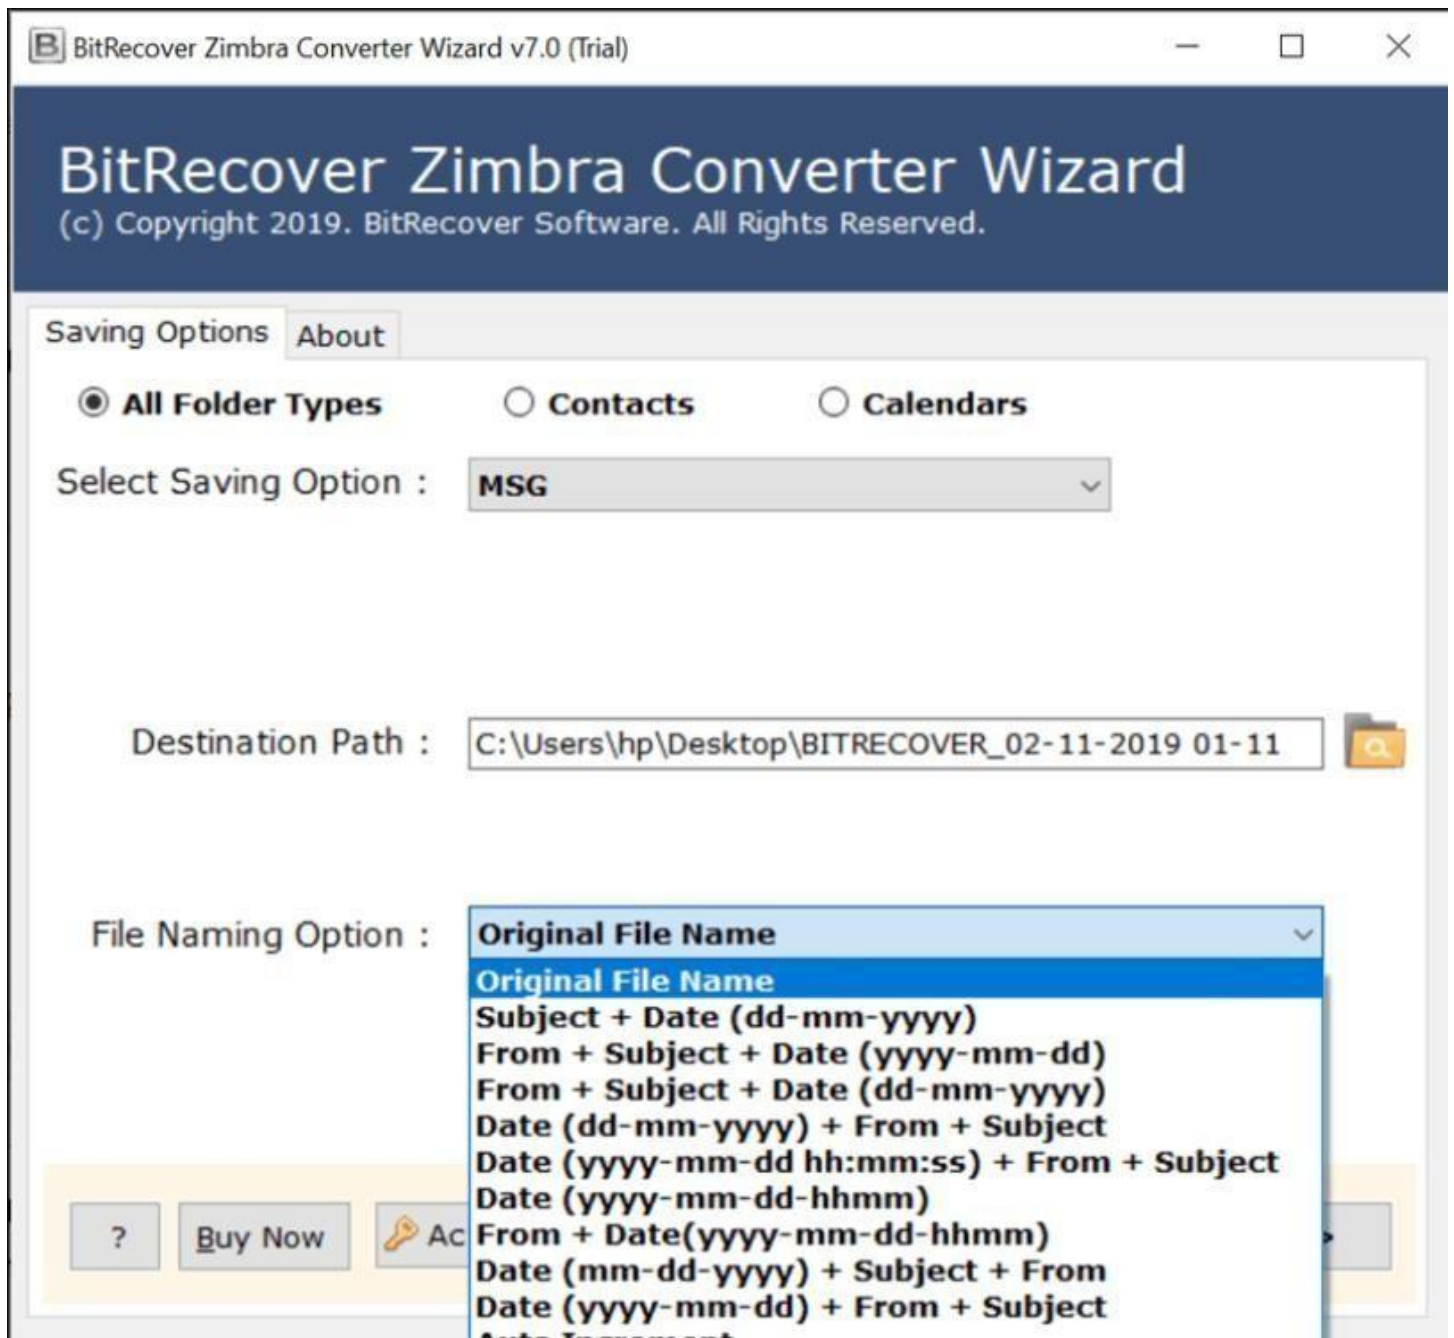 BitRecover Zimbra Converter Wizard v7.0 (Trial)
BitRecover Zimbra Converter Wizard
(c) Copyright 2019. BitRecover Software. All Rights Reserved.
Saving Options About
All Folder Types Contacts Calendars
Select Saving Option : MSG
Destination Path : C:\Users\hp\Desktop\BITRECOVER_02-11-2019 01-11
File Naming Option : Original File Name
Original File Name
Subject + Date (dd-mm-yyyy)
From + Subject + Date (yyyy-mm-dd)
From + Subject + Date (dd-mm-yyyy)
Date (dd-mm-yyyy) + From + Subject
Date (yyyy-mm-dd hh:mm:ss) + From + Subject
Date (yyyy-mm-dd-hhmm)
From + Date(yyyy-mm-dd-hhmm)
Date (mm-dd-yyyy) + Subject + From
Date (yyyy-mm-dd) + From + Subject
Auto Increment
? Buy Now Ac